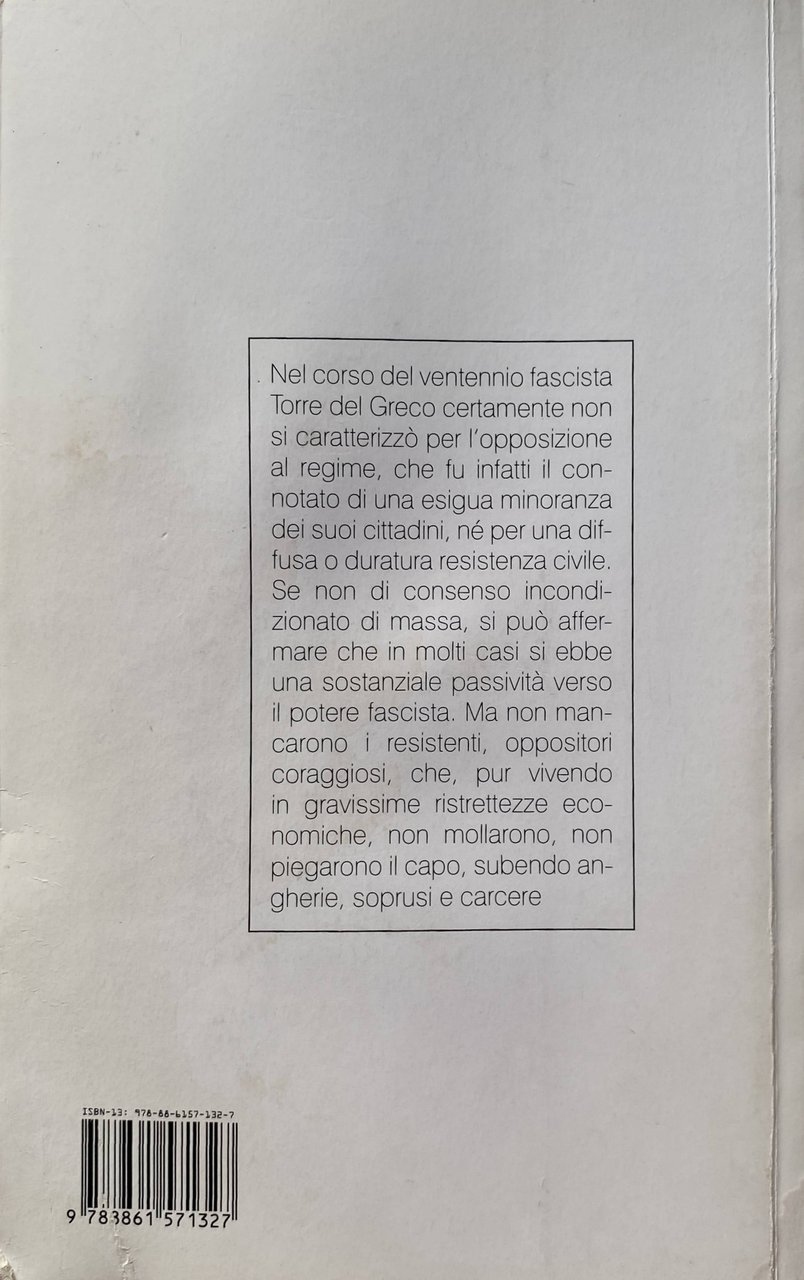 Nel corso del ventennio fascista
Torre del Greco certamente non
si caratterizzò per l'opposizione
al regime, che fu infatti il con-
notato di una esigua minoranza
dei suoi cittadini, né per una dif-
fusa o duratura resistenza civile.
Se non di consenso incondi-
zionato di massa, si può affer-
mare che in molti casi si ebbe
una sostanziale passività verso
il potere fascista. Ma non man-
carono i resistenti, oppositori
coraggiosi, che, pur vivendo
in gravissime ristrettezze eco-
nomiche, non mollarono, non
piegarono il capo, subendo an-
gherie, soprusi e carcere
ISBN-13: 978-88-6157-132-7
9 788861 571327